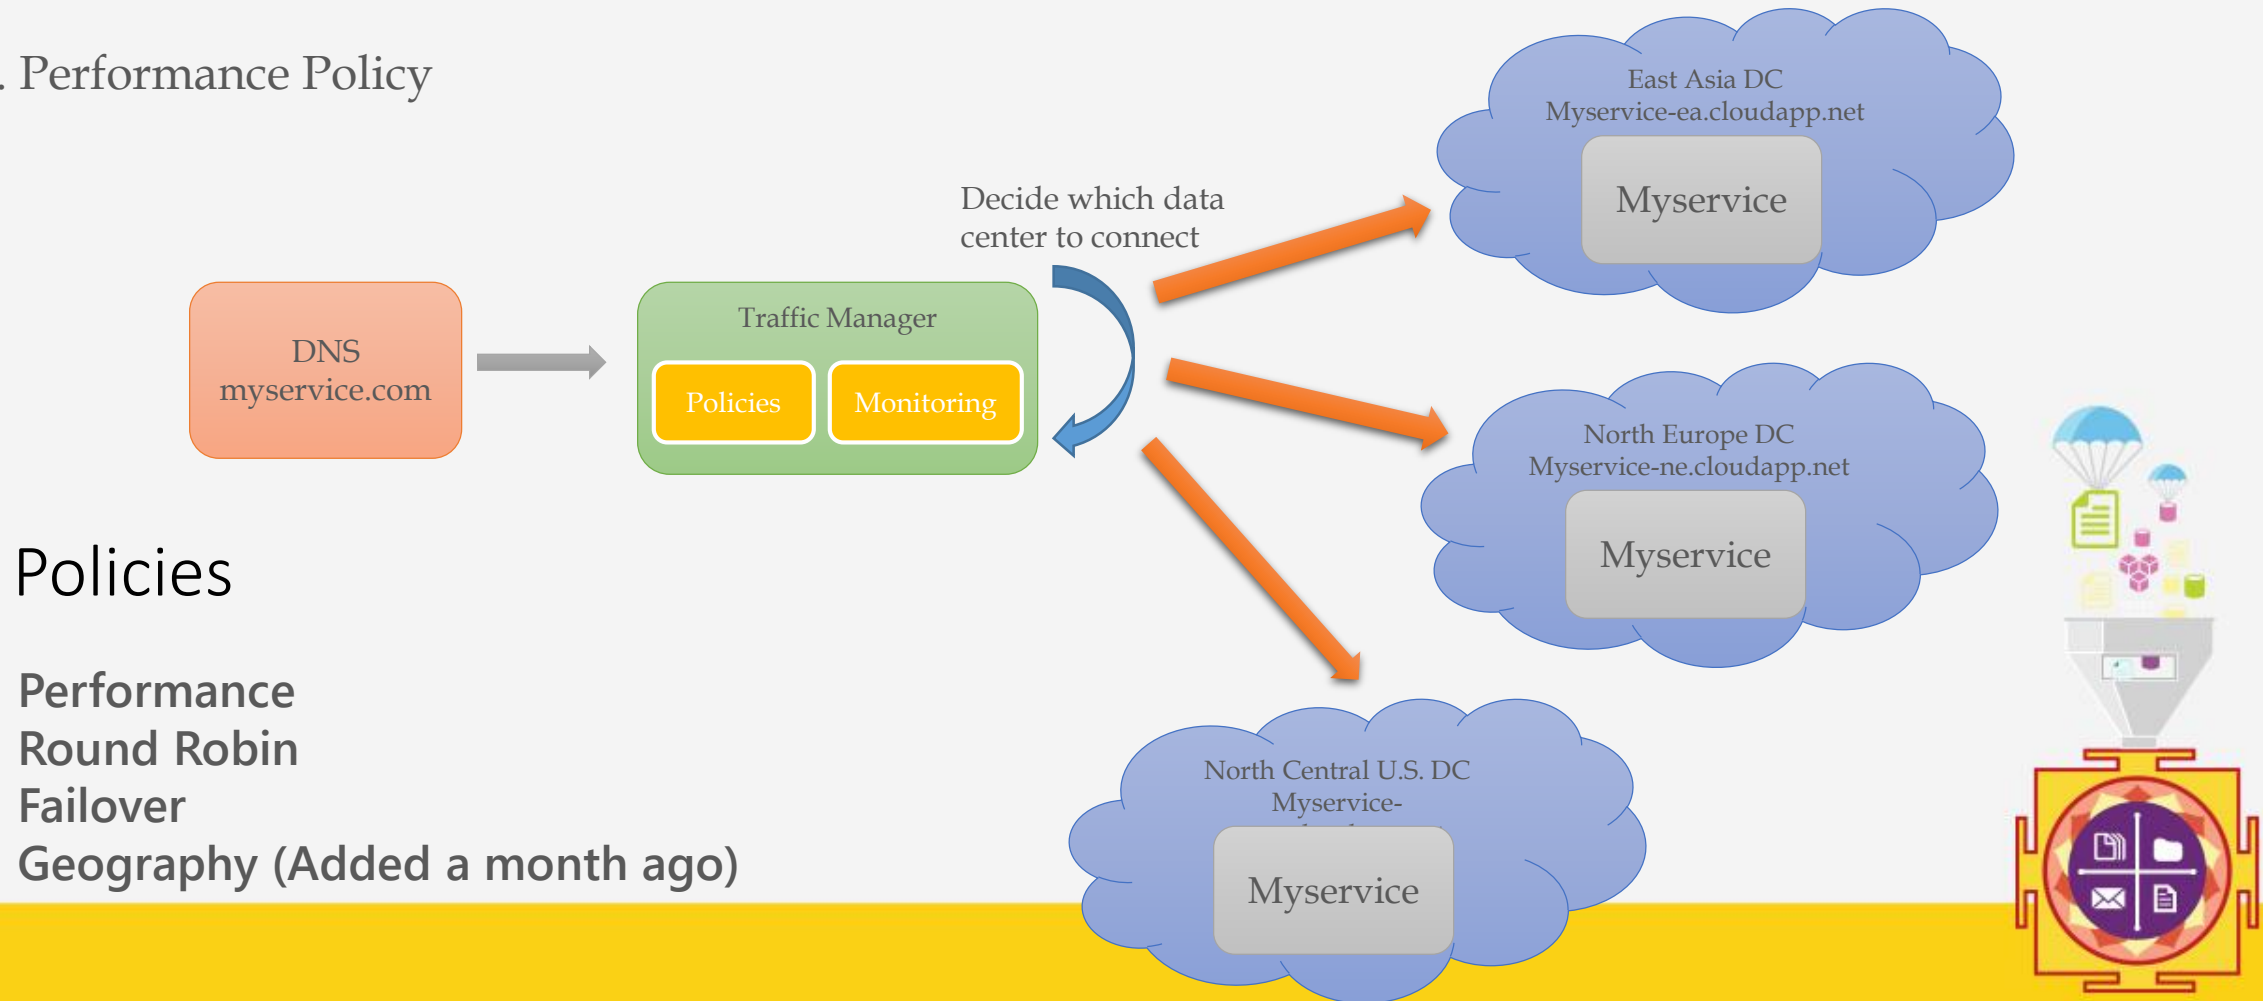 . Performance Policy
East Asia DC
Myservice-ea.cloudapp.net
Myservice
Decide which data
center to connect
DNS
myservice.com
Traffic Manager
Policies
Monitoring
North Europe DC
Myservice-ne.cloudapp.net
Myservice
Policies
Performance
Round Robin
Failover
Geography (Added a month ago)
North Central U.S. DC
Myservice-
Myservice